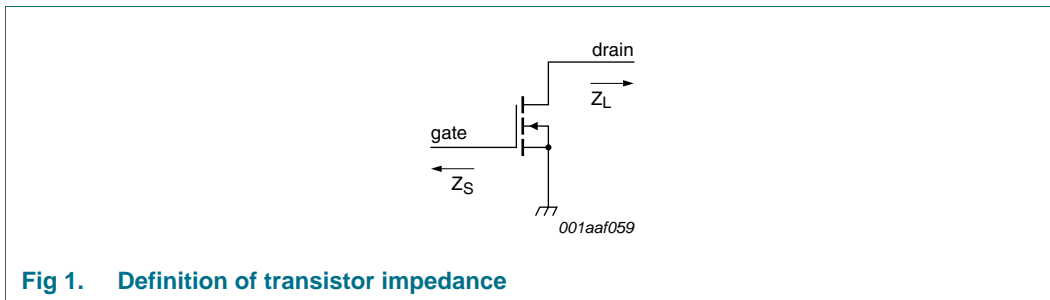 drain
Z_L
gate
Z_S
001aaf059
Fig 1. Definition of transistor impedance